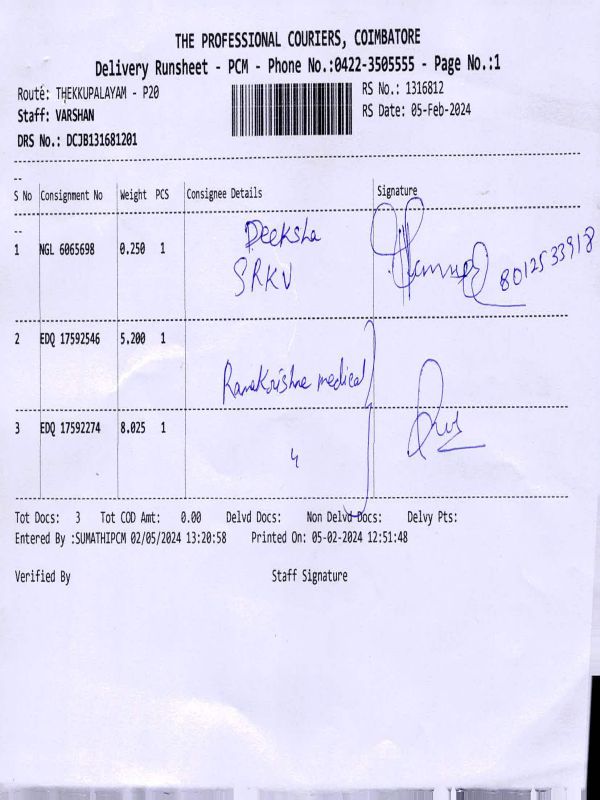 THE PROFESSIONAL COURIERS, COIMBATORE
Delivery Runsheet - PCM - Phone No.:0422-3505555 - Page No.:1
Route: THEKKUPALAYAM - P20
RS No.: 1316812
Staff: VARSHAN
RS Date: 05-Feb-2024
DRS No.: DCJB131681201
--
S No Consignment No Weight PCS Consignee Details Signature
--
1 NGL 6065698 0.250 1 Deeksha
SRKV 8012533918
2 EDQ 17592546 5.200 1
Ramakrishna medical
3 EDQ 17592274 8.025 1
Tot Docs: 3 Tot COD Amt: 0.00 Delvd Docs: Non Delvd Docs: Delvy Pts:
Entered By :SUMATHIPCM 02/05/2024 13:20:58 Printed On: 05-02-2024 12:51:48
Verified By Staff Signature